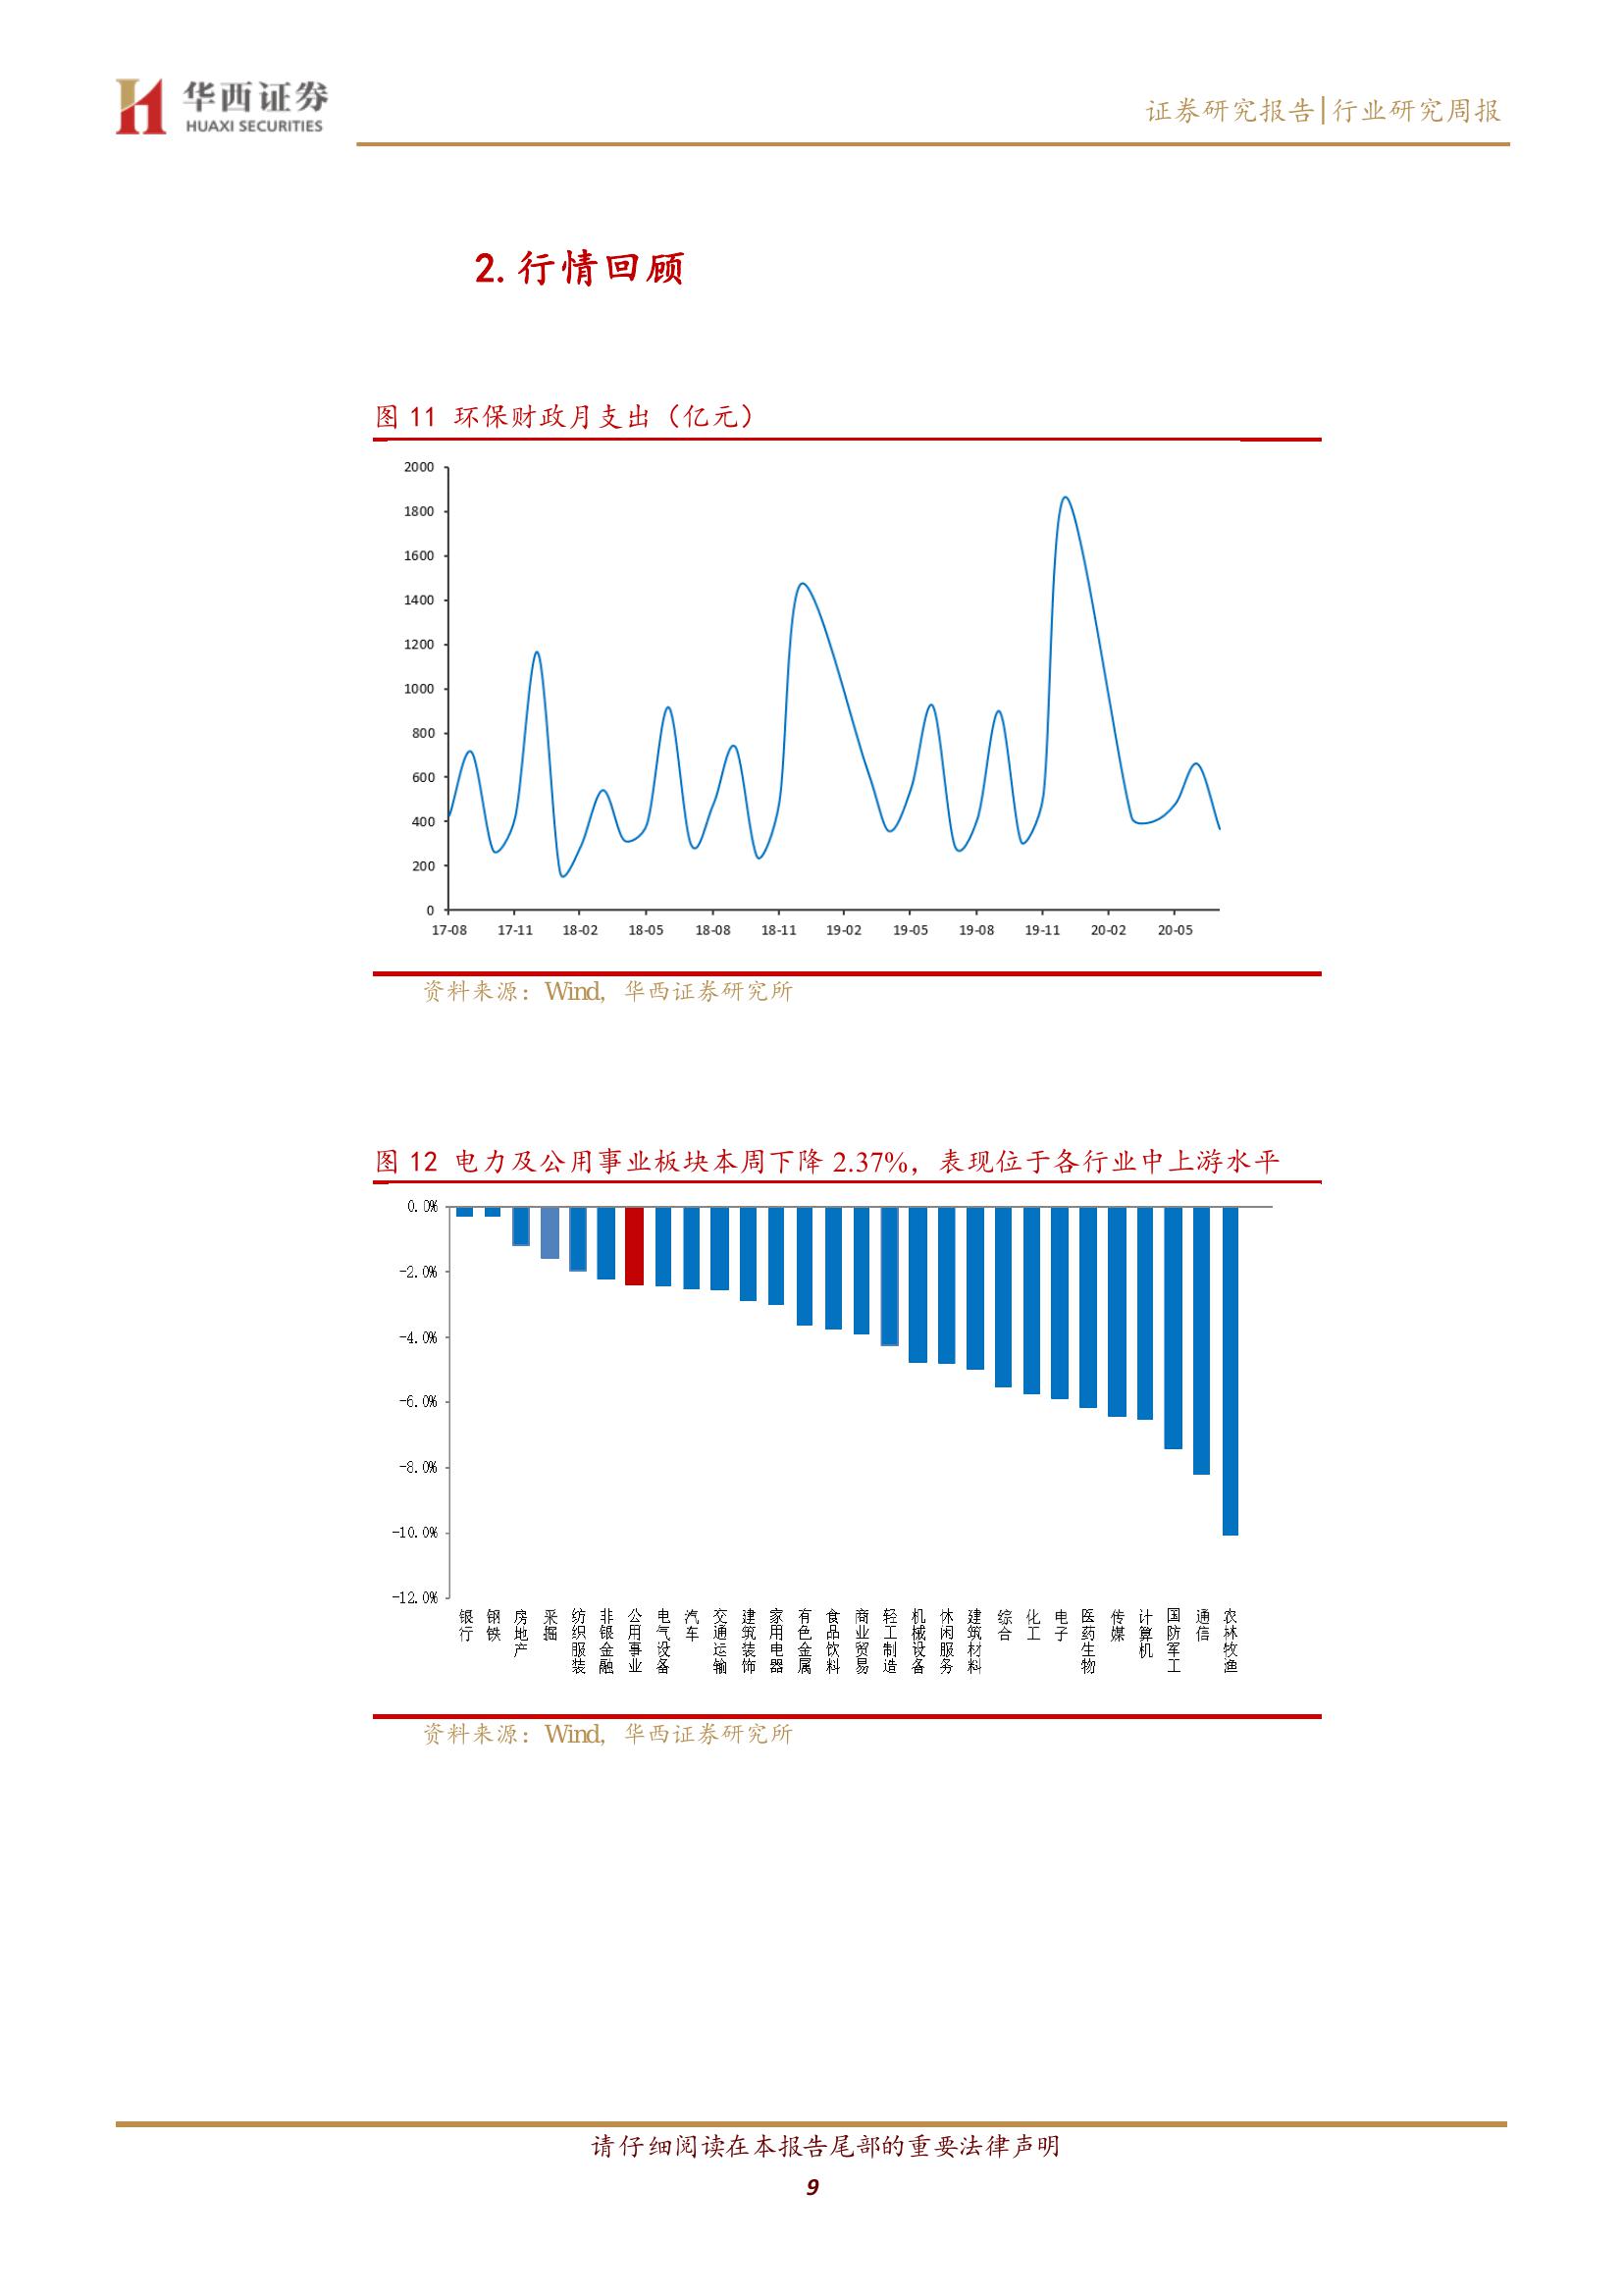 华西证券
HUAXI SECURITIES
证券研究报告|行业研究周报
2.行情回顾
图 11 环保财政月支出（亿元）
2000
1800
1600
1400
1200
1000
800
600
400
200
0
17-08 17-11 18-02 18-05 18-08 18-11 19-02 19-05 19-08 19-11 20-02 20-05
资料来源：Wind，华西证券研究所
图 12 电力及公用事业板块本周下降 2.37%，表现位于各行业中上游水平
0.0%
-2.0%
-4.0%
-6.0%
-8.0%
-10.0%
-12.0%
银行
钢铁
房地产
采掘
纺织服装
非银金融
公用事业
电气设备
汽车
交通运输
建筑装饰
家用电器
有色金属
食品饮料
商业贸易
轻工制造
机械设备
休闲服务
建筑材料
综合
化工
电子
医药生物
传媒
计算机
国防军工
通信
农林牧渔
资料来源：Wind，华西证券研究所
请仔细阅读在本报告尾部的重要法律声明
9